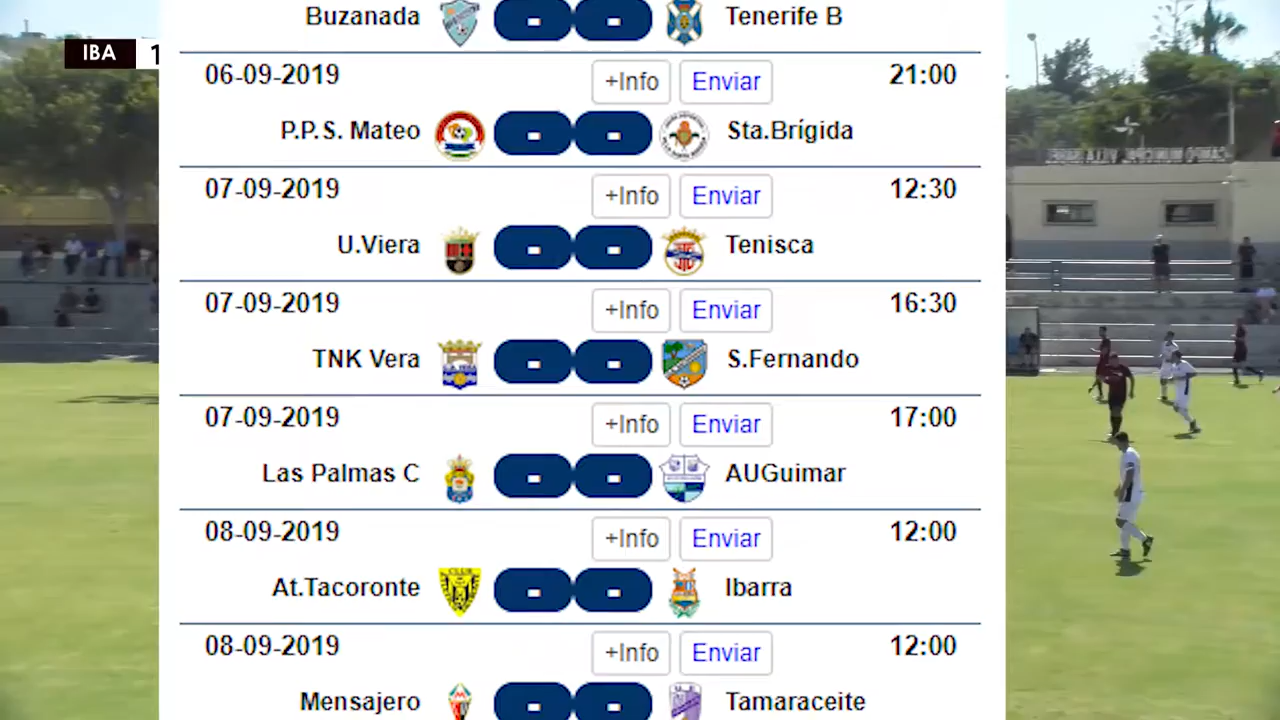 Buzanada - - Tenerife B
IBA 1
06-09-2019 +Info Enviar 21:00
P.P.S. Mateo - - Sta.Brígida
07-09-2019 +Info Enviar 12:30
U.Viera - - Tenisca
07-09-2019 +Info Enviar 16:30
TNK Vera - - S.Fernando
07-09-2019 +Info Enviar 17:00
Las Palmas C - - AUGuimar
08-09-2019 +Info Enviar 12:00
At.Tacoronte - - Ibarra
08-09-2019 +Info Enviar 12:00
Mensajero - - Tamaraceite